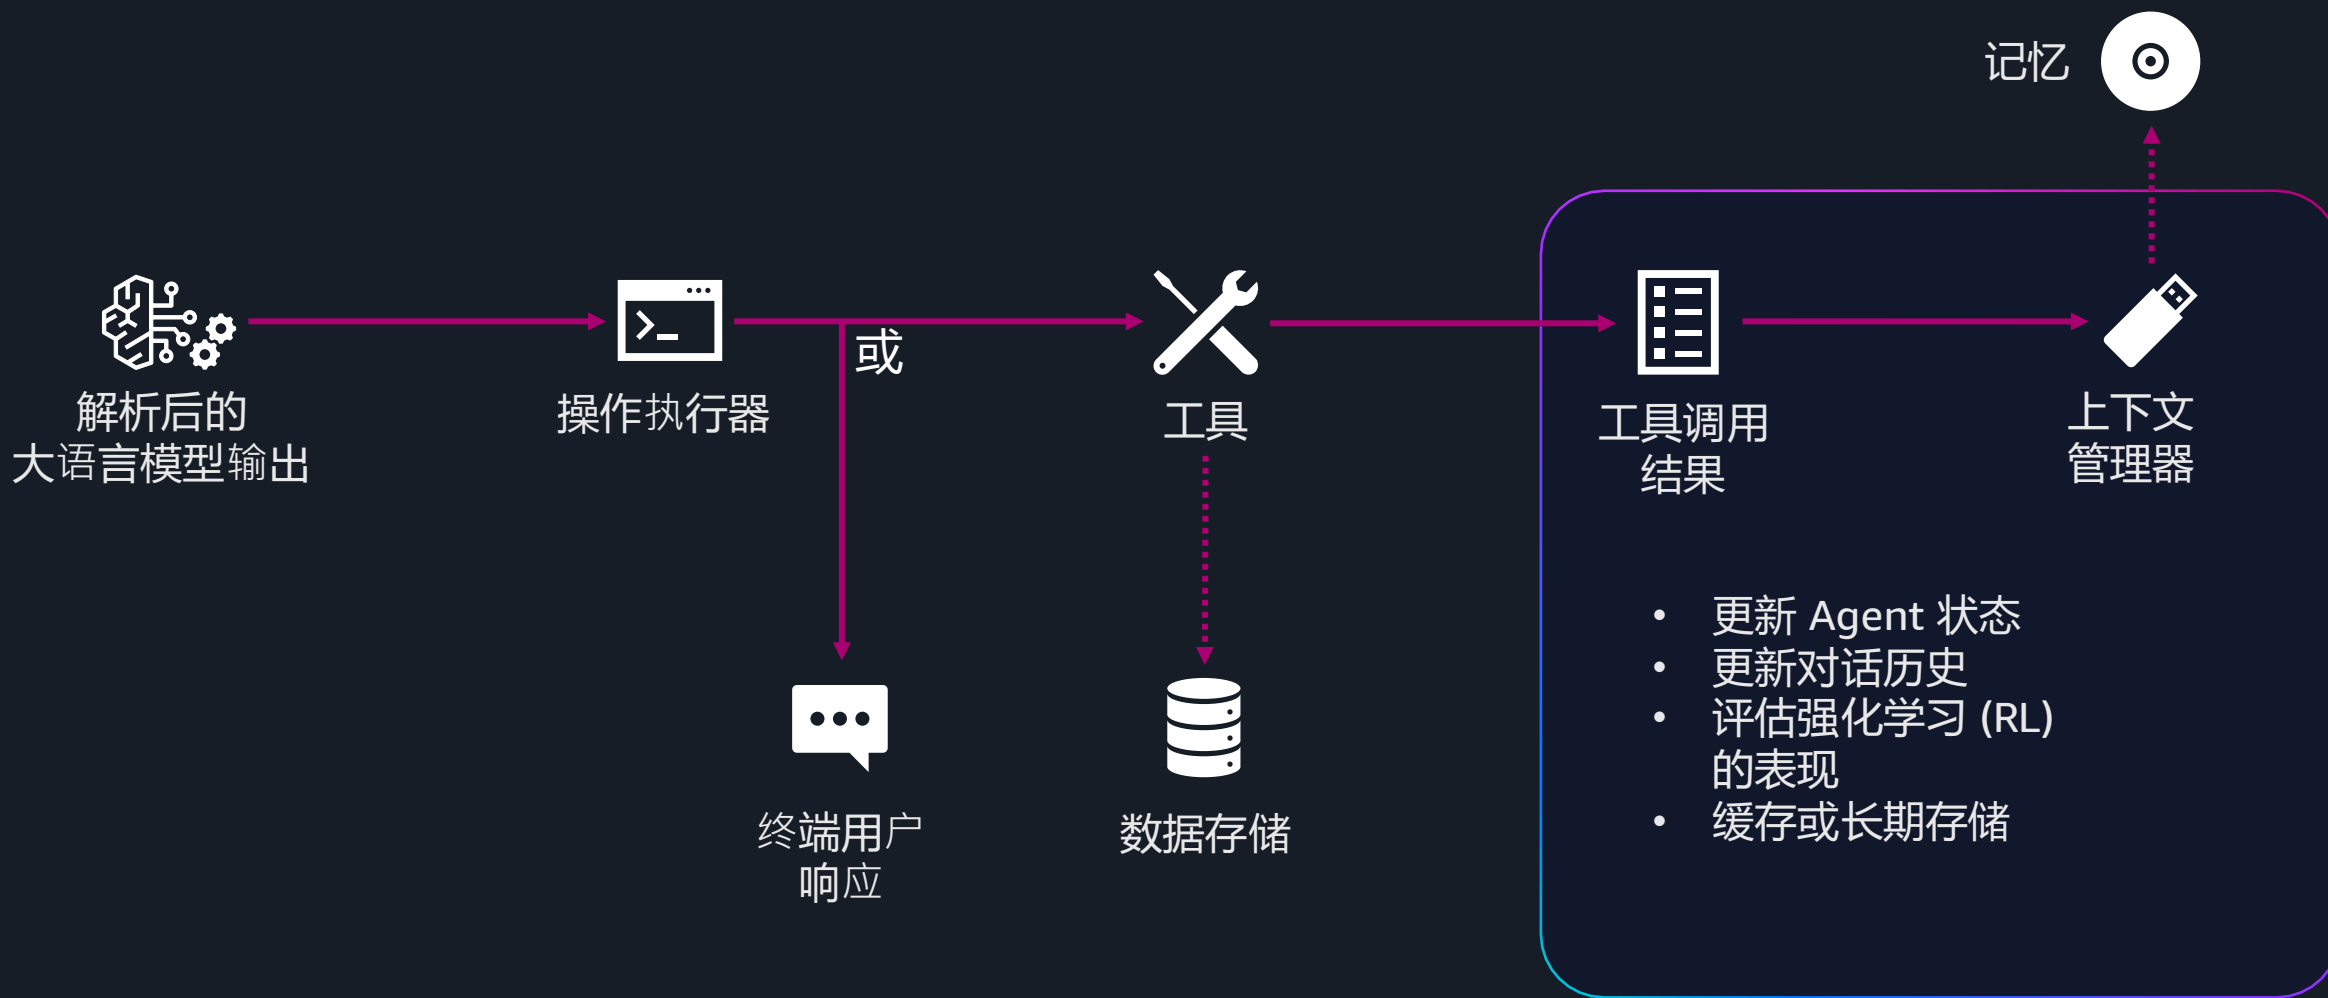 记忆
解析后的
大语言模型输出
操作执行器
或
工具
工具调用
结果
上下文
管理器
终端用户
响应
数据存储
• 更新 Agent 状态
• 更新对话历史
• 评估强化学习 (RL)
的表现
• 缓存或长期存储